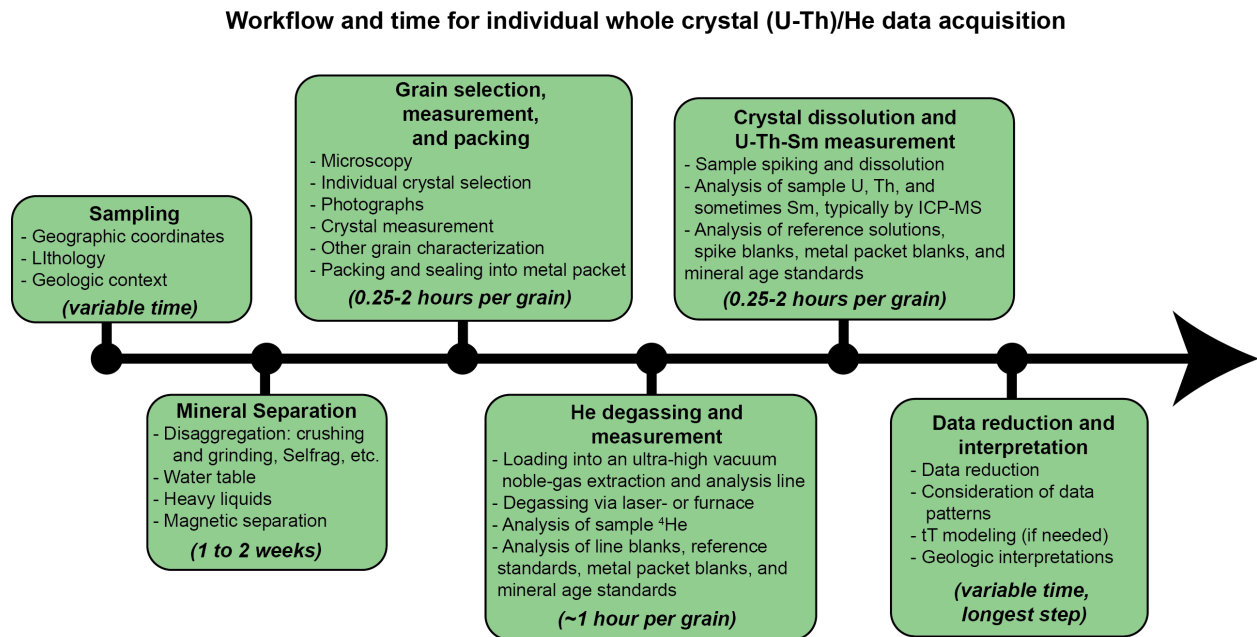 Workflow and time for individual whole crystal (U-Th)/He data acquisition
Sampling
- Geographic coordinates
- LIthology
- Geologic context
(variable time)
Mineral Separation
- Disaggregation: crushing
and grinding, Selfrag, etc.
- Water table
- Heavy liquids
- Magnetic separation
(1 to 2 weeks)
Grain selection,
measurement,
and packing
- Microscopy
- Individual crystal selection
- Photographs
- Crystal measurement
- Other grain characterization
- Packing and sealing into metal packet
(0.25-2 hours per grain)
He degassing and
measurement
- Loading into an ultra-high vacuum
noble-gas extraction and analysis line
- Degassing via laser- or furnace
- Analysis of sample ⁴He
- Analysis of line blanks, reference
standards, metal packet blanks, and
mineral age standards
(~1 hour per grain)
Crystal dissolution and
U-Th-Sm measurement
- Sample spiking and dissolution
- Analysis of sample U, Th, and
sometimes Sm, typically by ICP-MS
- Analysis of reference solutions,
spike blanks, metal packet blanks, and
mineral age standards
(0.25-2 hours per grain)
Data reduction and
interpretation
- Data reduction
- Consideration of data
patterns
- tT modeling (if needed)
- Geologic interpretations
(variable time,
longest step)